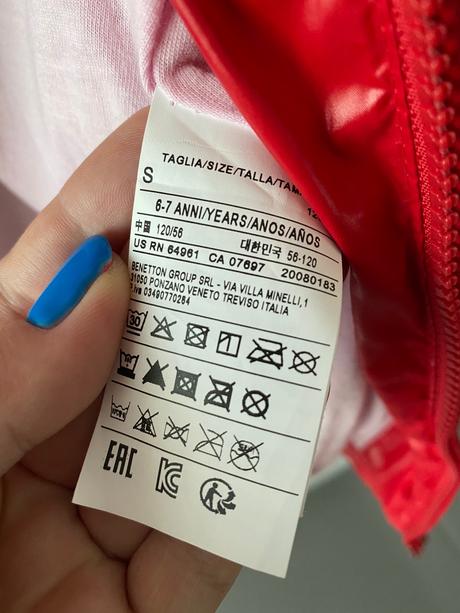 TAGLIA/SIZE/TALLA/TAM
S
12
6-7 ANNI/YEARS/ANOS/AÑOS
中国 120/56 대한민국 56-120
US RN 64961 CA 07697 20080183
BENETTON GROUP SRL - VIA VILLA MINELLI,1
31050 PONZANO VENETO TREVISO ITALIA
P.Iva 03490770264
30
EAC